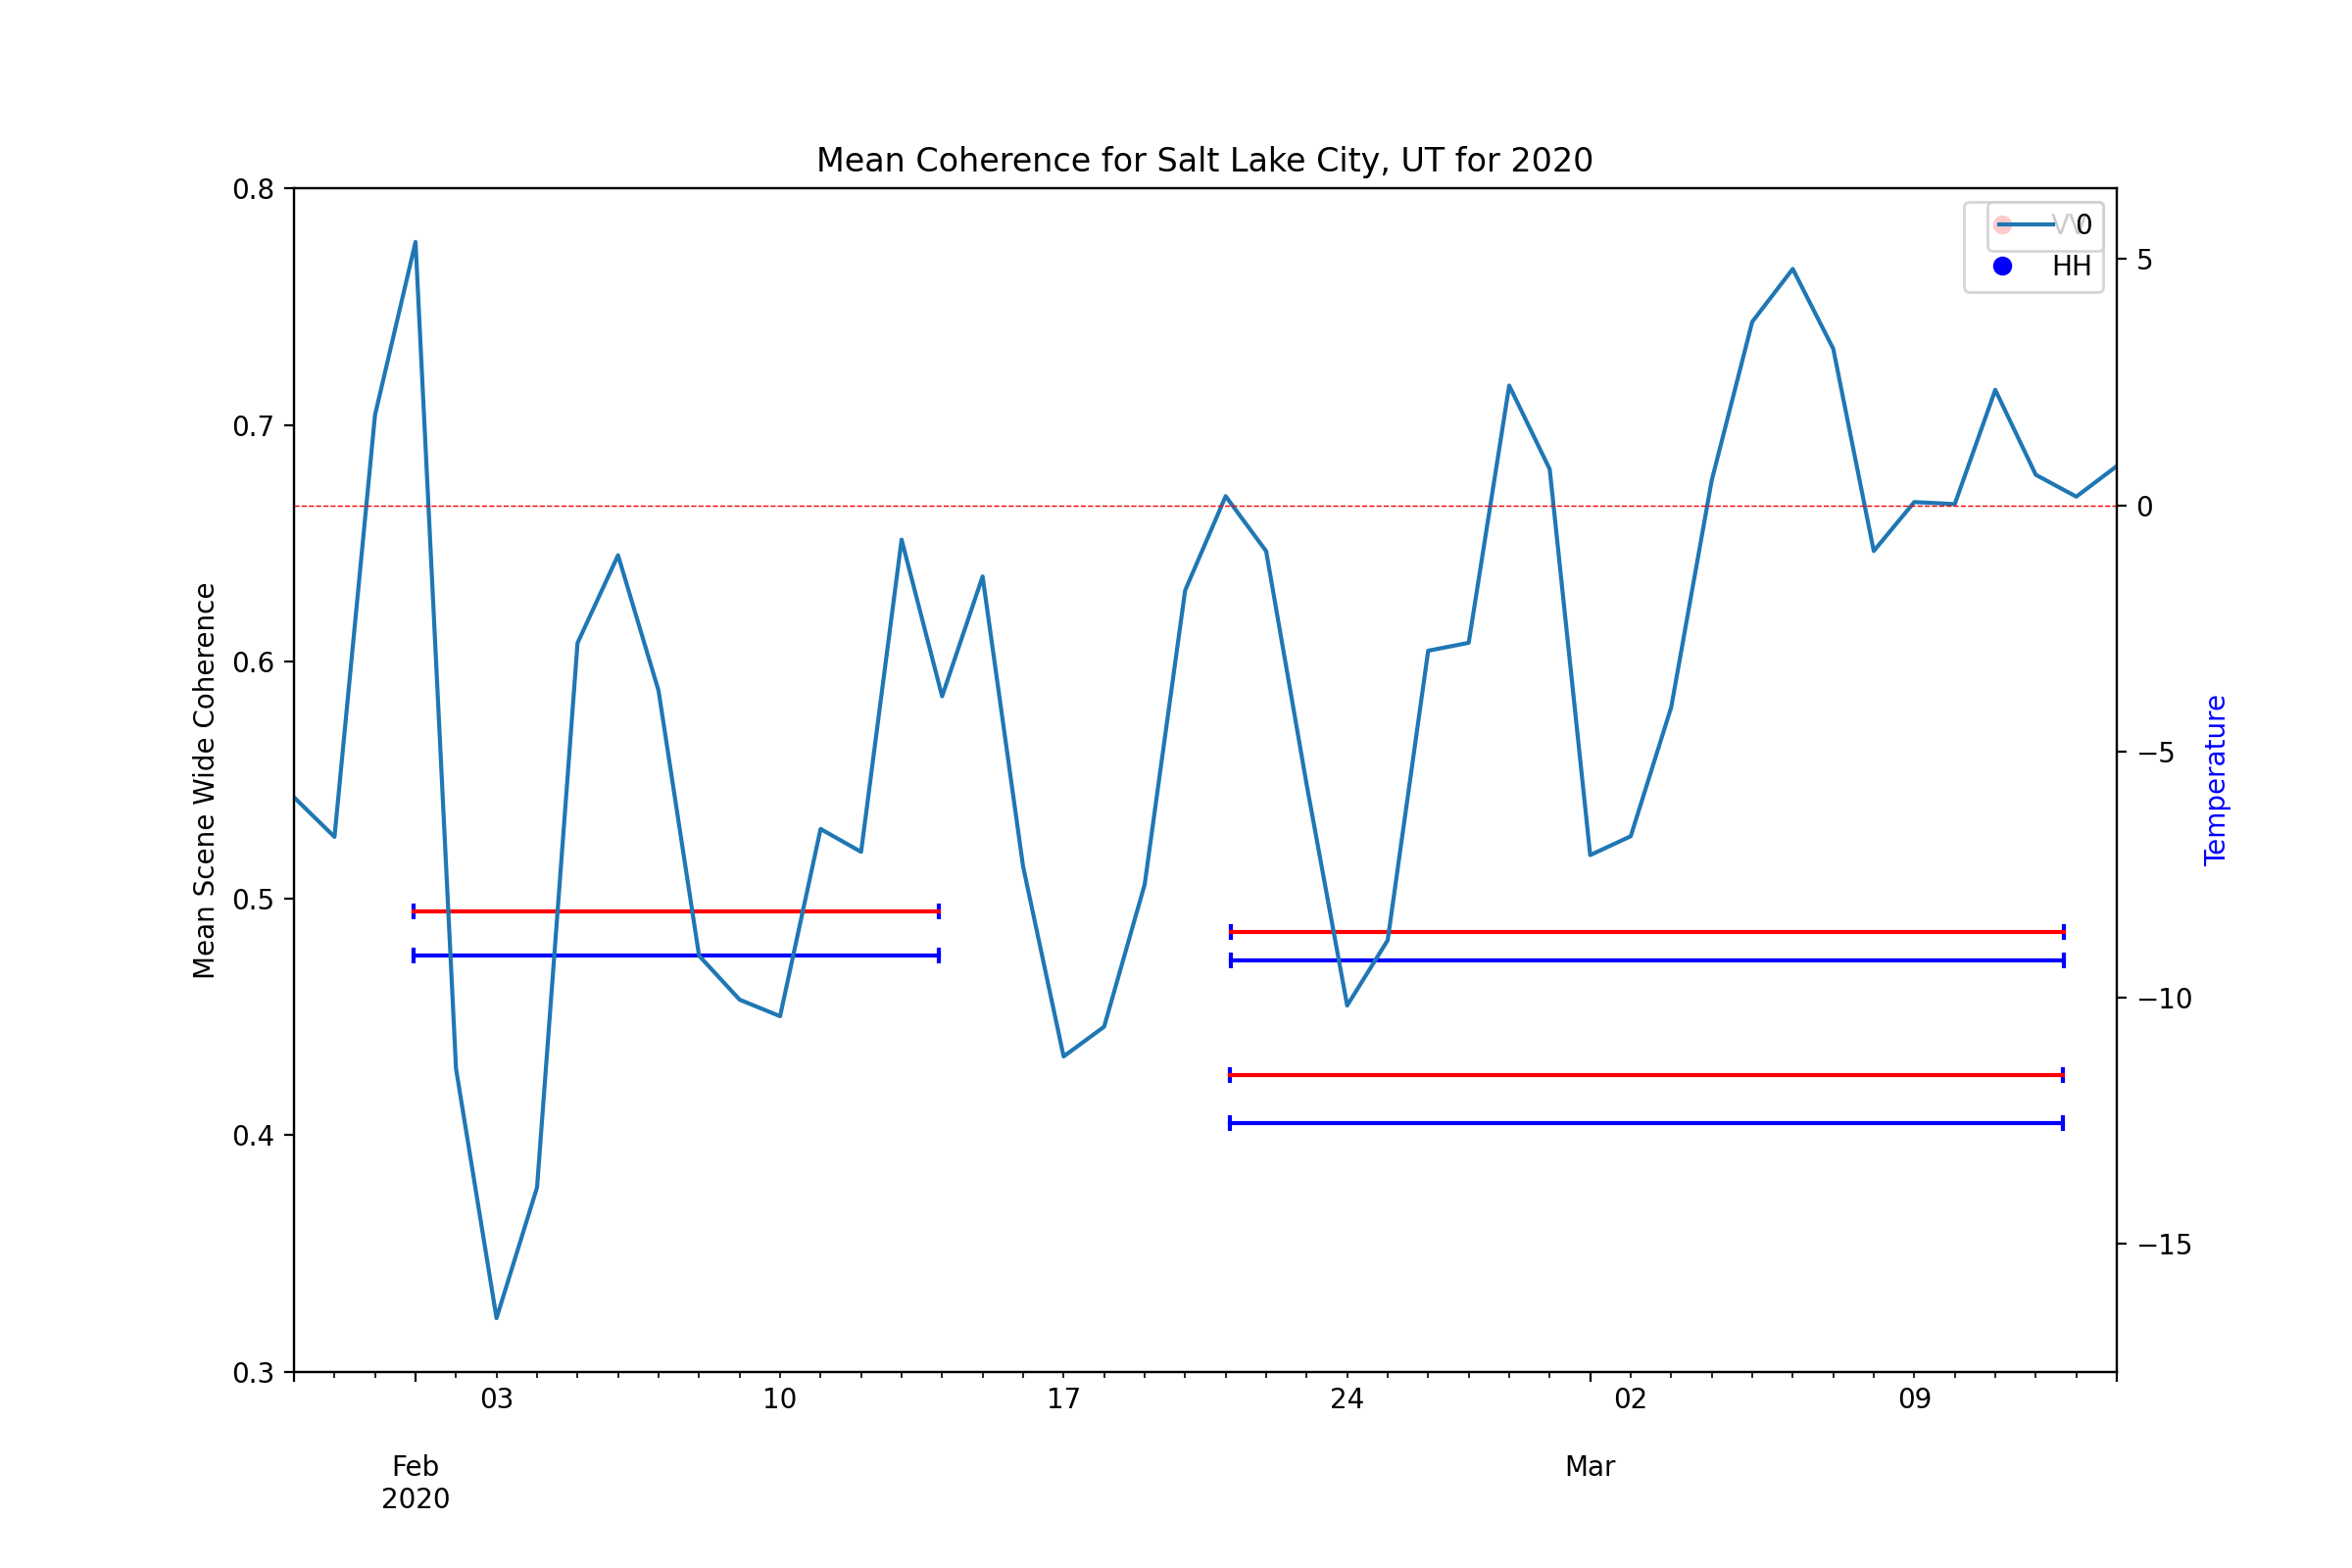 Mean Coherence for Salt Lake City, UT for 2020
0.8
0.7
0.6
0.5
0.4
0.3
Mean Scene Wide Coherence
0
HH
5
0
−5
−10
−15
Temperature
03 10 17 24 02 09
Feb Mar
2020